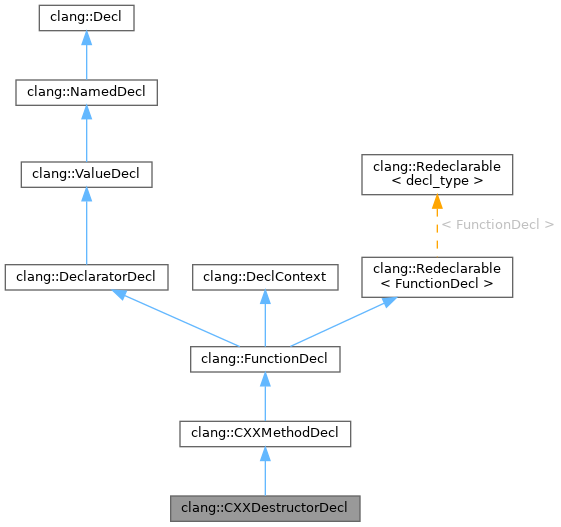 clang::Decl
clang::NamedDecl
clang::ValueDecl
clang::Redeclarable
< decl_type >
< FunctionDecl >
clang::DeclaratorDecl
clang::DeclContext
clang::Redeclarable
< FunctionDecl >
clang::FunctionDecl
clang::CXXMethodDecl
clang::CXXDestructorDecl